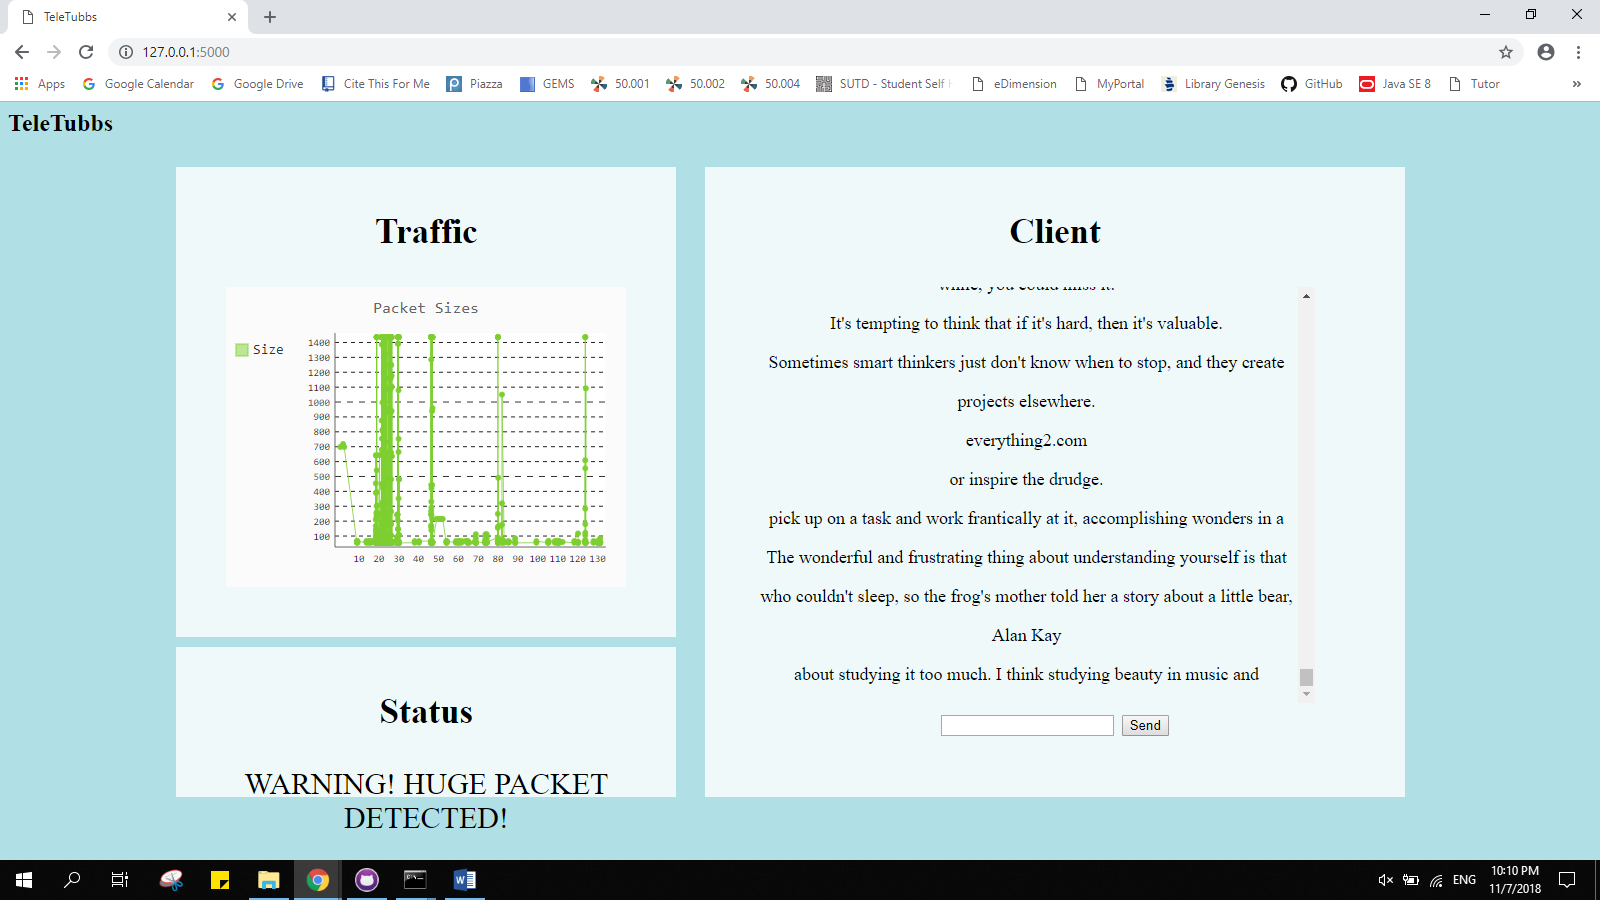 TeleTubbs
127.0.0.1:5000
Apps Google Calendar Google Drive Cite This For Me Piazza GEMS 50.001 50.002 50.004 SUTD - Student Self eDimension MyPortal Library Genesis GitHub Java SE 8 Tutor »
TeleTubbs
Traffic
Packet Sizes
Size
1400
1300
1200
1100
1000
900
800
700
600
500
400
300
200
100
10 20 30 40 50 60 70 80 90 100 110 120 130
Status
WARNING! HUGE PACKET
DETECTED!
Client
while, you could miss it.
It's tempting to think that if it's hard, then it's valuable.
Sometimes smart thinkers just don't know when to stop, and they create
projects elsewhere.
everything2.com
or inspire the drudge.
pick up on a task and work frantically at it, accomplishing wonders in a
The wonderful and frustrating thing about understanding yourself is that
who couldn't sleep, so the frog's mother told her a story about a little bear,
Alan Kay
about studying it too much. I think studying beauty in music and
Send
ENG
10:10 PM
11/7/2018